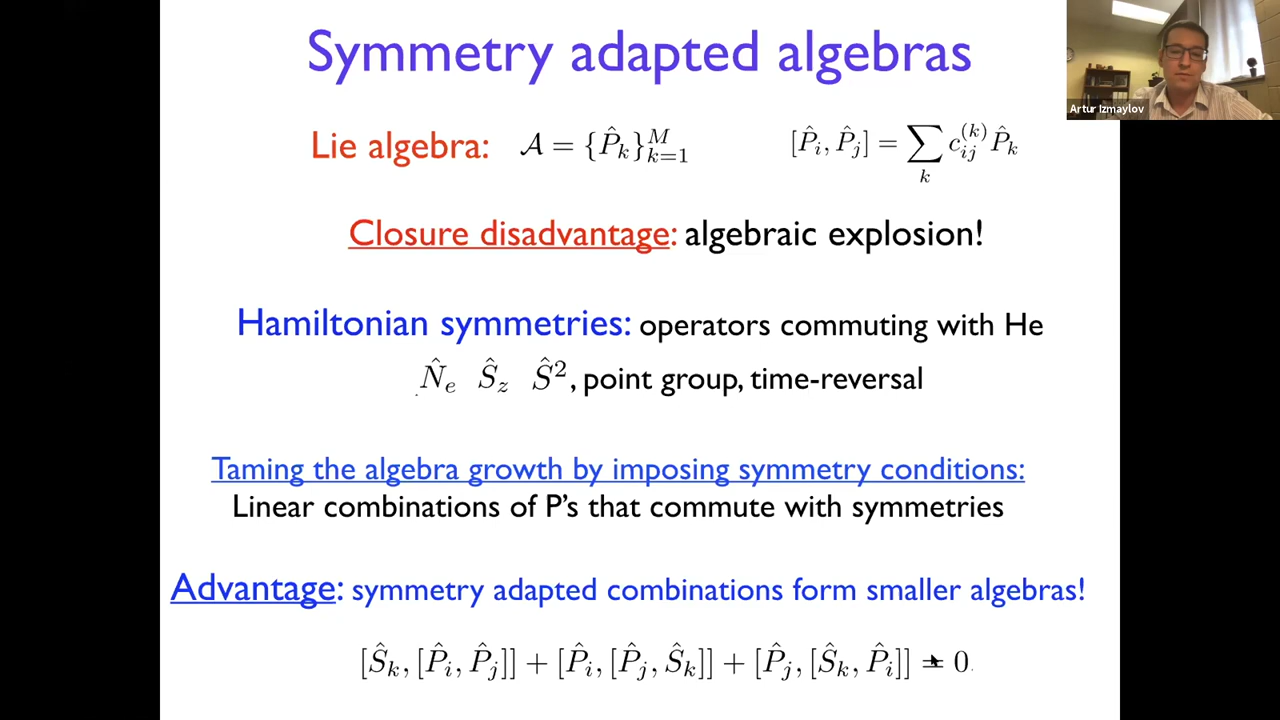 Symmetry adapted algebras
Artur Izmaylov
Lie algebra: 𝒜 = {P̂ₖ}ᴹₖ₌₁ [P̂ᵢ, P̂ⱼ] = ∑ₖ cᵢⱼ⁽ᵏ⁾ P̂ₖ
Closure disadvantage: algebraic explosion!
Hamiltonian symmetries: operators commuting with He
N̂ₑ Ŝ_z Ŝ², point group, time-reversal
Taming the algebra growth by imposing symmetry conditions:
Linear combinations of P's that commute with symmetries
Advantage: symmetry adapted combinations form smaller algebras!
[Ŝₖ, [P̂ᵢ, P̂ⱼ]] + [P̂ᵢ, [P̂ⱼ, Ŝₖ]] + [P̂ⱼ, [Ŝₖ, P̂ᵢ]] = 0